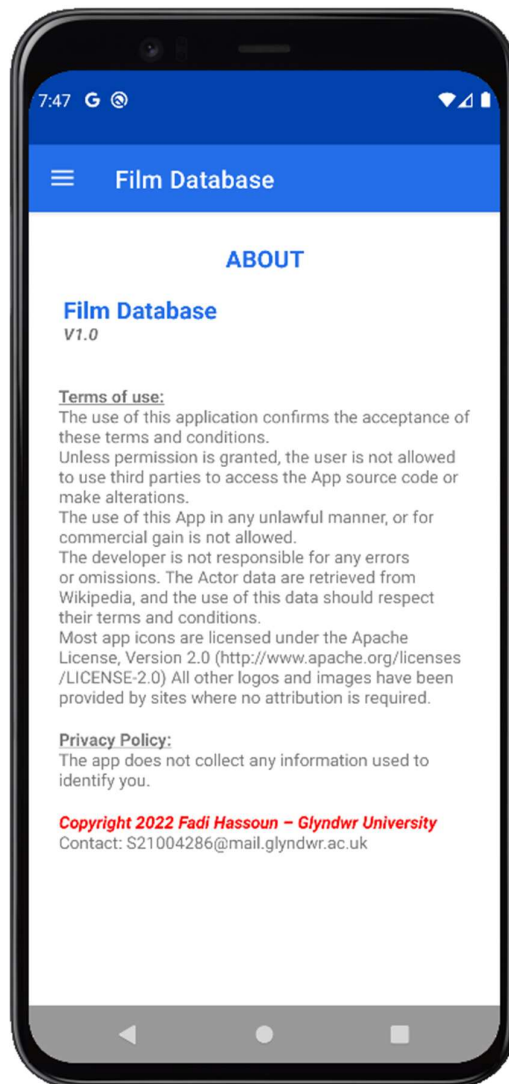 7:47 G
Film Database
ABOUT
Film Database
V1.0
Terms of use:
The use of this application confirms the acceptance of
these terms and conditions.
Unless permission is granted, the user is not allowed
to use third parties to access the App source code or
make alterations.
The use of this App in any unlawful manner, or for
commercial gain is not allowed.
The developer is not responsible for any errors
or omissions. The Actor data are retrieved from
Wikipedia, and the use of this data should respect
their terms and conditions.
Most app icons are licensed under the Apache
License, Version 2.0 (http://www.apache.org/licenses
/LICENSE-2.0) All other logos and images have been
provided by sites where no attribution is required.
Privacy Policy:
The app does not collect any information used to
identify you.
Copyright 2022 Fadi Hassoun – Glyndwr University
Contact: S21004286@mail.glyndwr.ac.uk